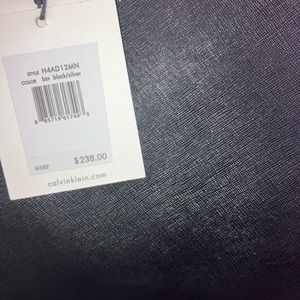 STYLE H4AD12MN
COLOR bsv black/silver
MSRP $238.00
calvinklein.com